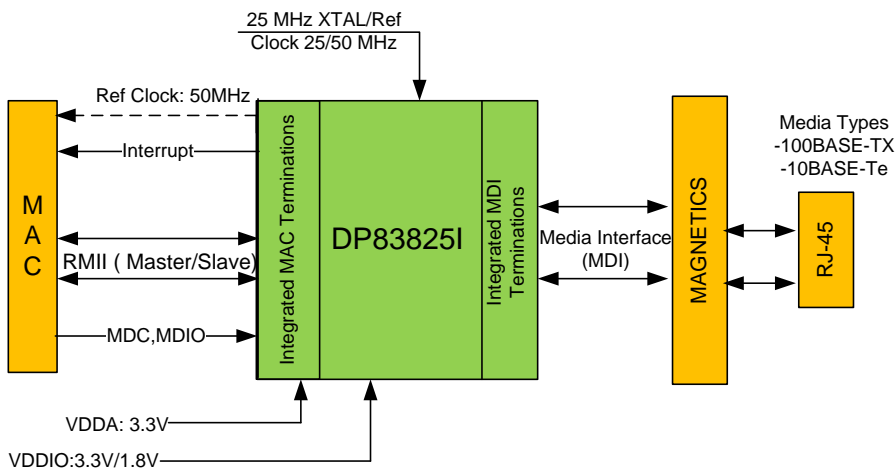 25 MHz XTAL/Ref
Clock 25/50 MHz
Ref Clock: 50MHz
Interrupt
MAC
RMII ( Master/Slave)
MDC,MDIO
Integrated MAC Terminations
DP83825I
Integrated MDI
Terminations
Media Interface
(MDI)
MAGNETICS
Media Types
-100BASE-TX
-10BASE-Te
RJ-45
VDDA: 3.3V
VDDIO:3.3V/1.8V